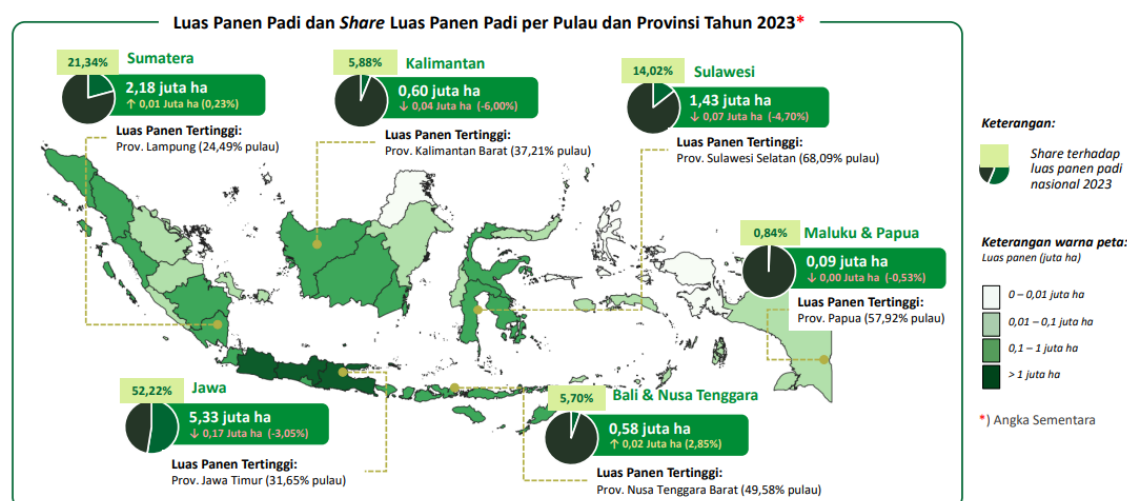 Luas Panen Padi dan Share Luas Panen Padi per Pulau dan Provinsi Tahun 2023*
21,34%
Sumatera
2,18 juta ha
↑ 0,01 Juta ha (0,23%)
Luas Panen Tertinggi:
Prov. Lampung (24,49% pulau)
5,88%
Kalimantan
0,60 juta ha
↓ 0,04 Juta ha (-6,00%)
Luas Panen Tertinggi:
Prov. Kalimantan Barat (37,21% pulau)
14,02%
Sulawesi
1,43 juta ha
↓ 0,07 Juta ha (-4,70%)
Luas Panen Tertinggi:
Prov. Sulawesi Selatan (68,09% pulau)
0,84%
Maluku & Papua
0,09 juta ha
↓ 0,00 Juta ha (-0,53%)
Luas Panen Tertinggi:
Prov. Papua (57,92% pulau)
52,22%
Jawa
5,33 juta ha
↓ 0,17 Juta ha (-3,05%)
Luas Panen Tertinggi:
Prov. Jawa Timur (31,65% pulau)
5,70%
Bali & Nusa Tenggara
0,58 juta ha
↑ 0,02 Juta ha (2,85%)
Luas Panen Tertinggi:
Prov. Nusa Tenggara Barat (49,58% pulau)
Keterangan:
Share terhadap
luas panen padi
nasional 2023
Keterangan warna peta:
Luas panen (juta ha)
0 – 0,01 juta ha
0,01 – 0,1 juta ha
0,1 – 1 juta ha
> 1 juta ha
*) Angka Sementara